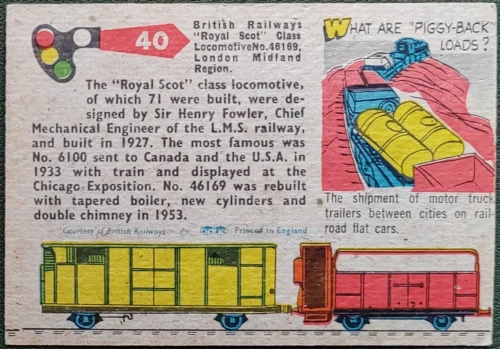 40
British Railways
"Royal Scot" Class
Locomotive No. 46169,
London Midland
Region.
The "Royal Scot" class locomotive,
of which 71 were built, were de-
signed by Sir Henry Fowler, Chief
Mechanical Engineer of the L.M.S. railway,
and built in 1927. The most famous was
No. 6100 sent to Canada and the U.S.A. in
1933 with train and displayed at the
Chicago Exposition. No. 46169 was rebuilt
with tapered boiler, new cylinders and
double chimney in 1953.
Courtesy of British Railways
Printed in England
WHAT ARE "PIGGY-BACK"
LOADS?
The shipment of motor truck
trailers between cities on rail
road flat cars.